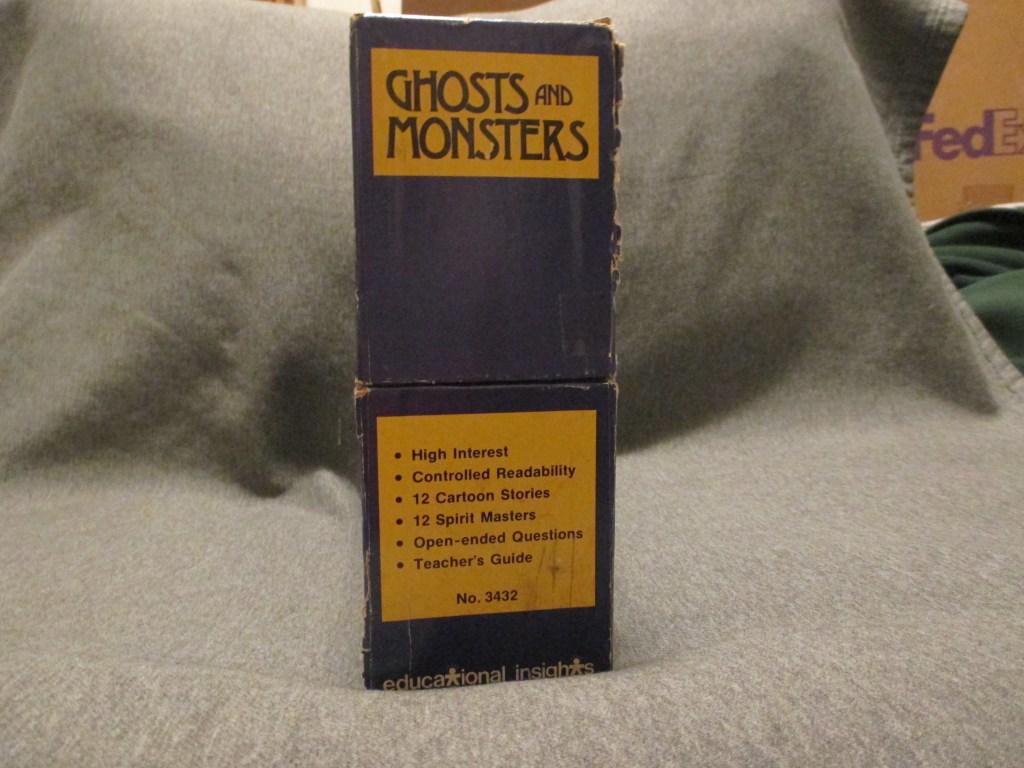 GHOSTS AND
MONSTERS
FedEx
• High Interest
• Controlled Readability
• 12 Cartoon Stories
• 12 Spirit Masters
• Open-ended Questions
• Teacher's Guide
No. 3432
educational insights